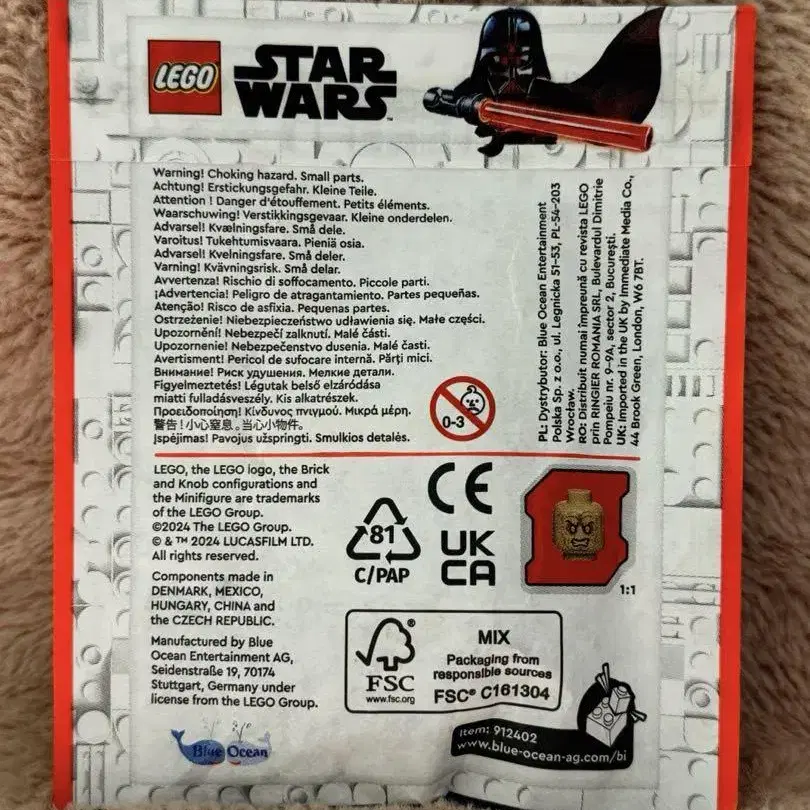 LEGO
STAR
WARS™
Warning! Choking hazard. Small parts.
Achtung! Erstickungsgefahr. Kleine Teile.
Attention ! Danger d'étouffement. Petits éléments.
Waarschuwing! Verstikkingsgevaar. Kleine onderdelen.
Advarsel! Kvælningsfare. Små dele.
Varoitus! Tukehtumisvaara. Pieniä osia.
Advarsel! Kvelningsfare. Små deler.
Varning! Kvävningsrisk. Små delar.
Avvertenza! Rischio di soffocamento. Piccole parti.
¡Advertencia! Peligro de atragantamiento. Partes pequeñas.
Atenção! Risco de asfixia. Pequenas partes.
Ostrzeżenie! Niebezpieczeństwo udławienia się. Małe części.
Upozornění! Nebezpečí zalknutí. Malé části.
Upozornenie! Nebezpečenstvo dusenia. Malé časti.
Avertisment! Pericol de sufocare internă. Părți mici.
Внимание! Риск удушения. Мелкие детали.
Figyelmeztetés! Légutak belső elzáródása
miatti fulladásveszély. Kis alkatrészek.
Προειδοποίηση! Κίνδυνος πνιγμού. Μικρά μέρη.
警告!小心窒息。当心小物件。
Įspėjimas! Pavojus užspringti. Smulkios detalės.
0-3
PL: Dystrybutor: Blue Ocean Entertainment
Polska Sp. z o.o., ul. Legnicka 51-53, PL-54-203
Wrocław.
RO: Distribuit numai împreună cu revista LEGO
prin RINGIER ROMANIA SRL, Bulevardul Dimitrie
Pompeiu nr. 9-9A, sector 2, București.
UK: Imported in the UK by Immediate Media Co.,
44 Brook Green, London, W6 7BT.
LEGO, the LEGO logo, the Brick
and Knob configurations and
the Minifigure are trademarks
of the LEGO Group.
©2024 The LEGO Group.
© & ™ 2024 LUCASFILM LTD.
All rights reserved.
Components made in
DENMARK, MEXICO,
HUNGARY, CHINA and
the CZECH REPUBLIC.
Manufactured by Blue
Ocean Entertainment AG,
Seidenstraße 19, 70174
Stuttgart, Germany under
license from the LEGO Group.
Blue Ocean
81
C/PAP
CE
UK
CA
1:1
FSC®
www.fsc.org
MIX
Packaging from
responsible sources
FSC® C161304
Item: 912402
www.blue-ocean-ag.com/bi